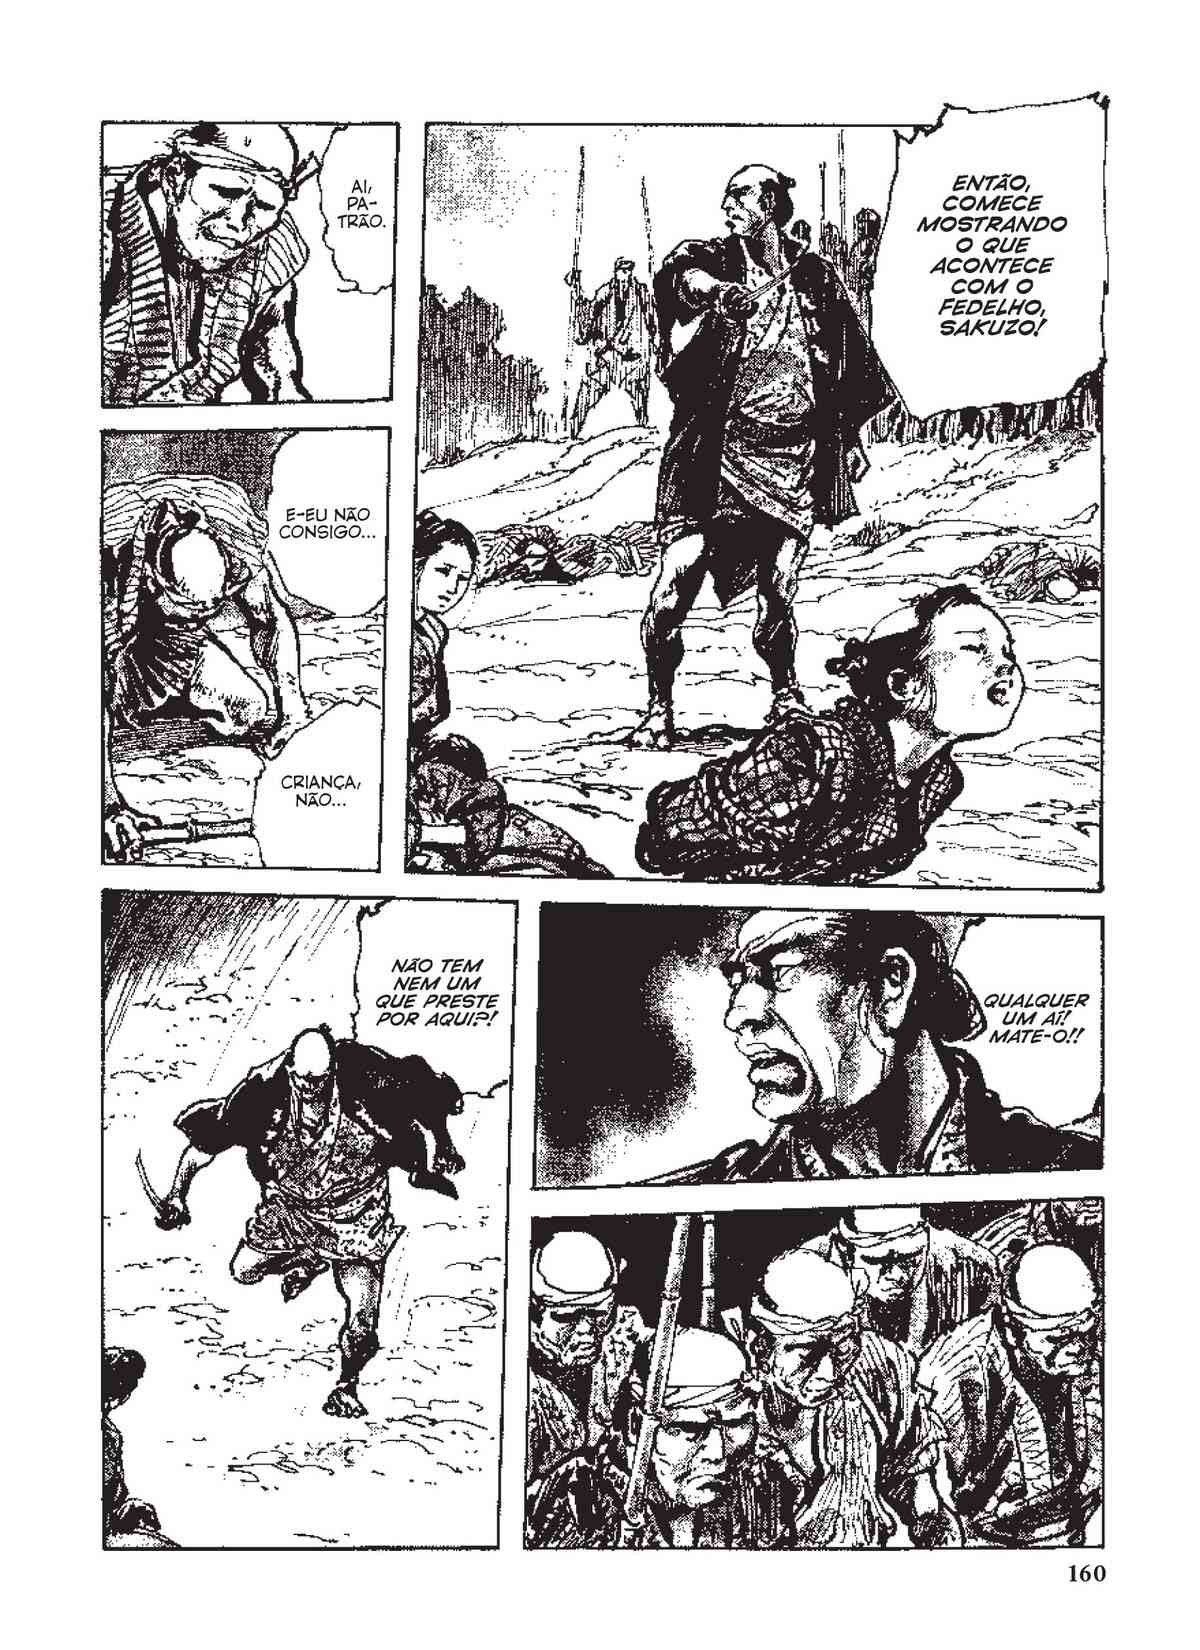 ENTÃO,
COMECE
MOSTRANDO
O QUE
ACONTECE
COM O
FEDELHO,
SAKUZO!
AI,
PA-
TRÃO.
E-EU NÃO
CONSIGO...
CRIANÇA,
NÃO...
QUALQUER
UM AÍ!
MATE-O!!
NÃO TEM
NEM UM
QUE PRESTE
POR AQUI?!
160